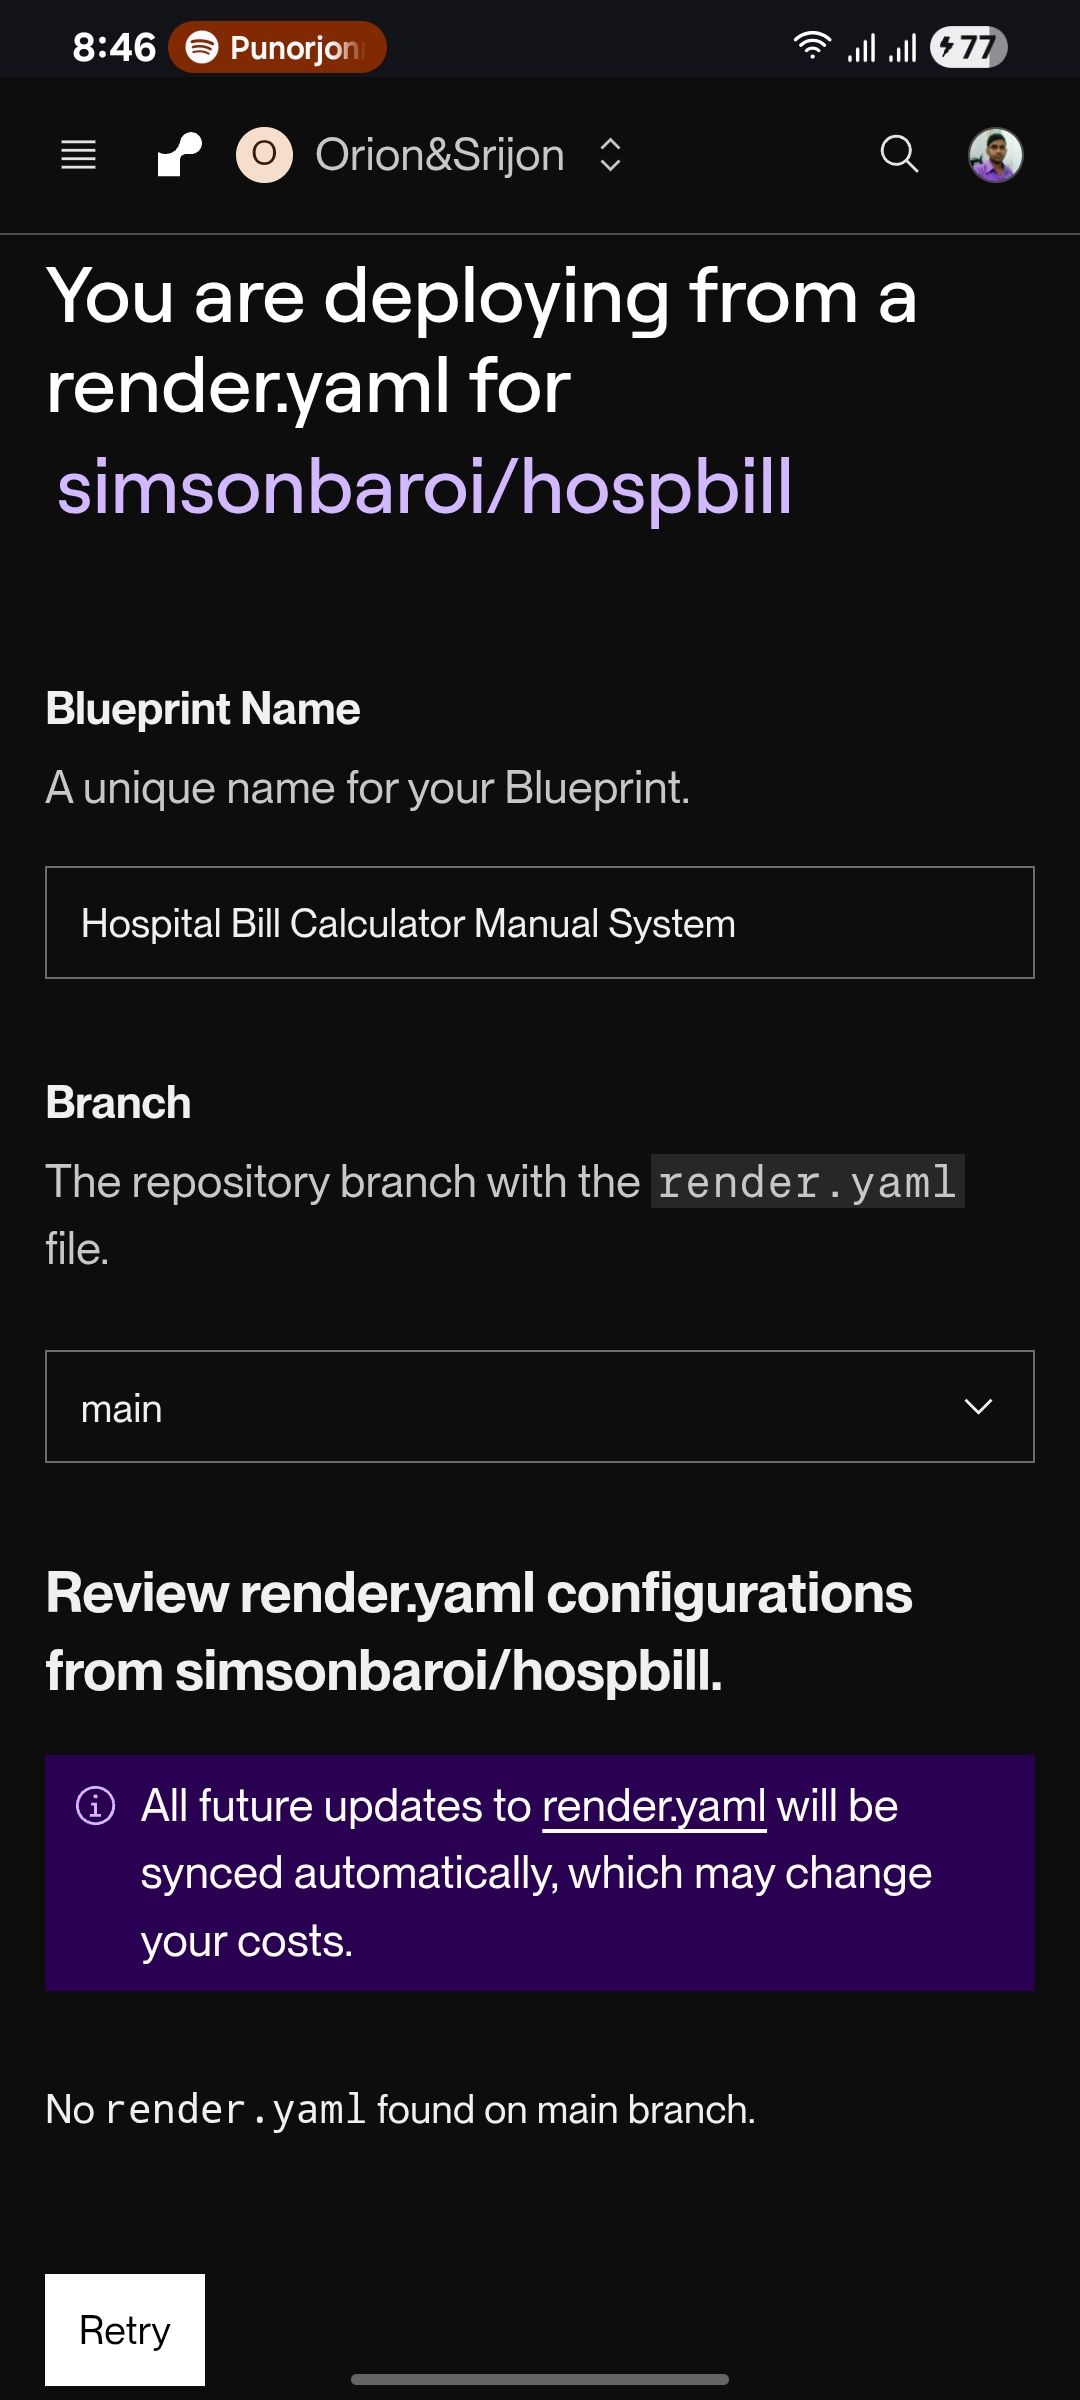 8:46
Punorjon
77
O
Orion&Srijon
You are deploying from a
render.yaml for
simsonbaroi/hospbill
Blueprint Name
A unique name for your Blueprint.
Hospital Bill Calculator Manual System
Branch
The repository branch with the render.yaml
file.
main
Review render.yaml configurations
from simsonbaroi/hospbill.
All future updates to render.yaml will be
synced automatically, which may change
your costs.
No render.yaml found on main branch.
Retry